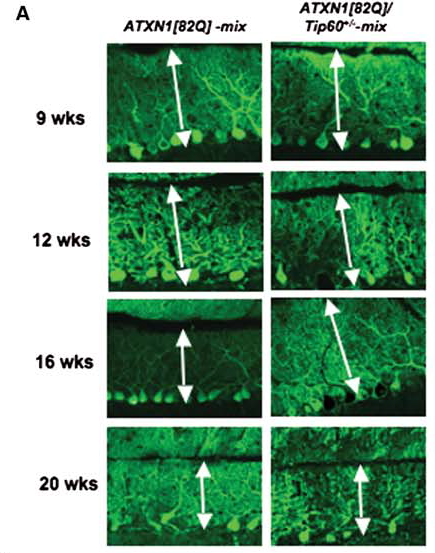 A
ATXN1[82Q] -mix
ATXN1[82Q]/
Tip60+/--mix
9 wks
12 wks
16 wks
20 wks